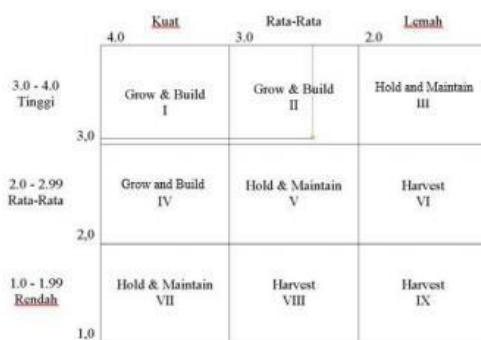 Kuat Rata-Rata Lemah
4.0 3.0 2.0
3.0 - 4.0
Tinggi
Grow & Build
I
Grow & Build
II
Hold and Maintain
III
3,0
2.0 - 2.99
Rata-Rata
Grow and Build
IV
Hold & Maintain
V
Harvest
VI
2,0
1.0 - 1.99
Rendah
Hold & Maintain
VII
Harvest
VIII
Harvest
IX
1,0